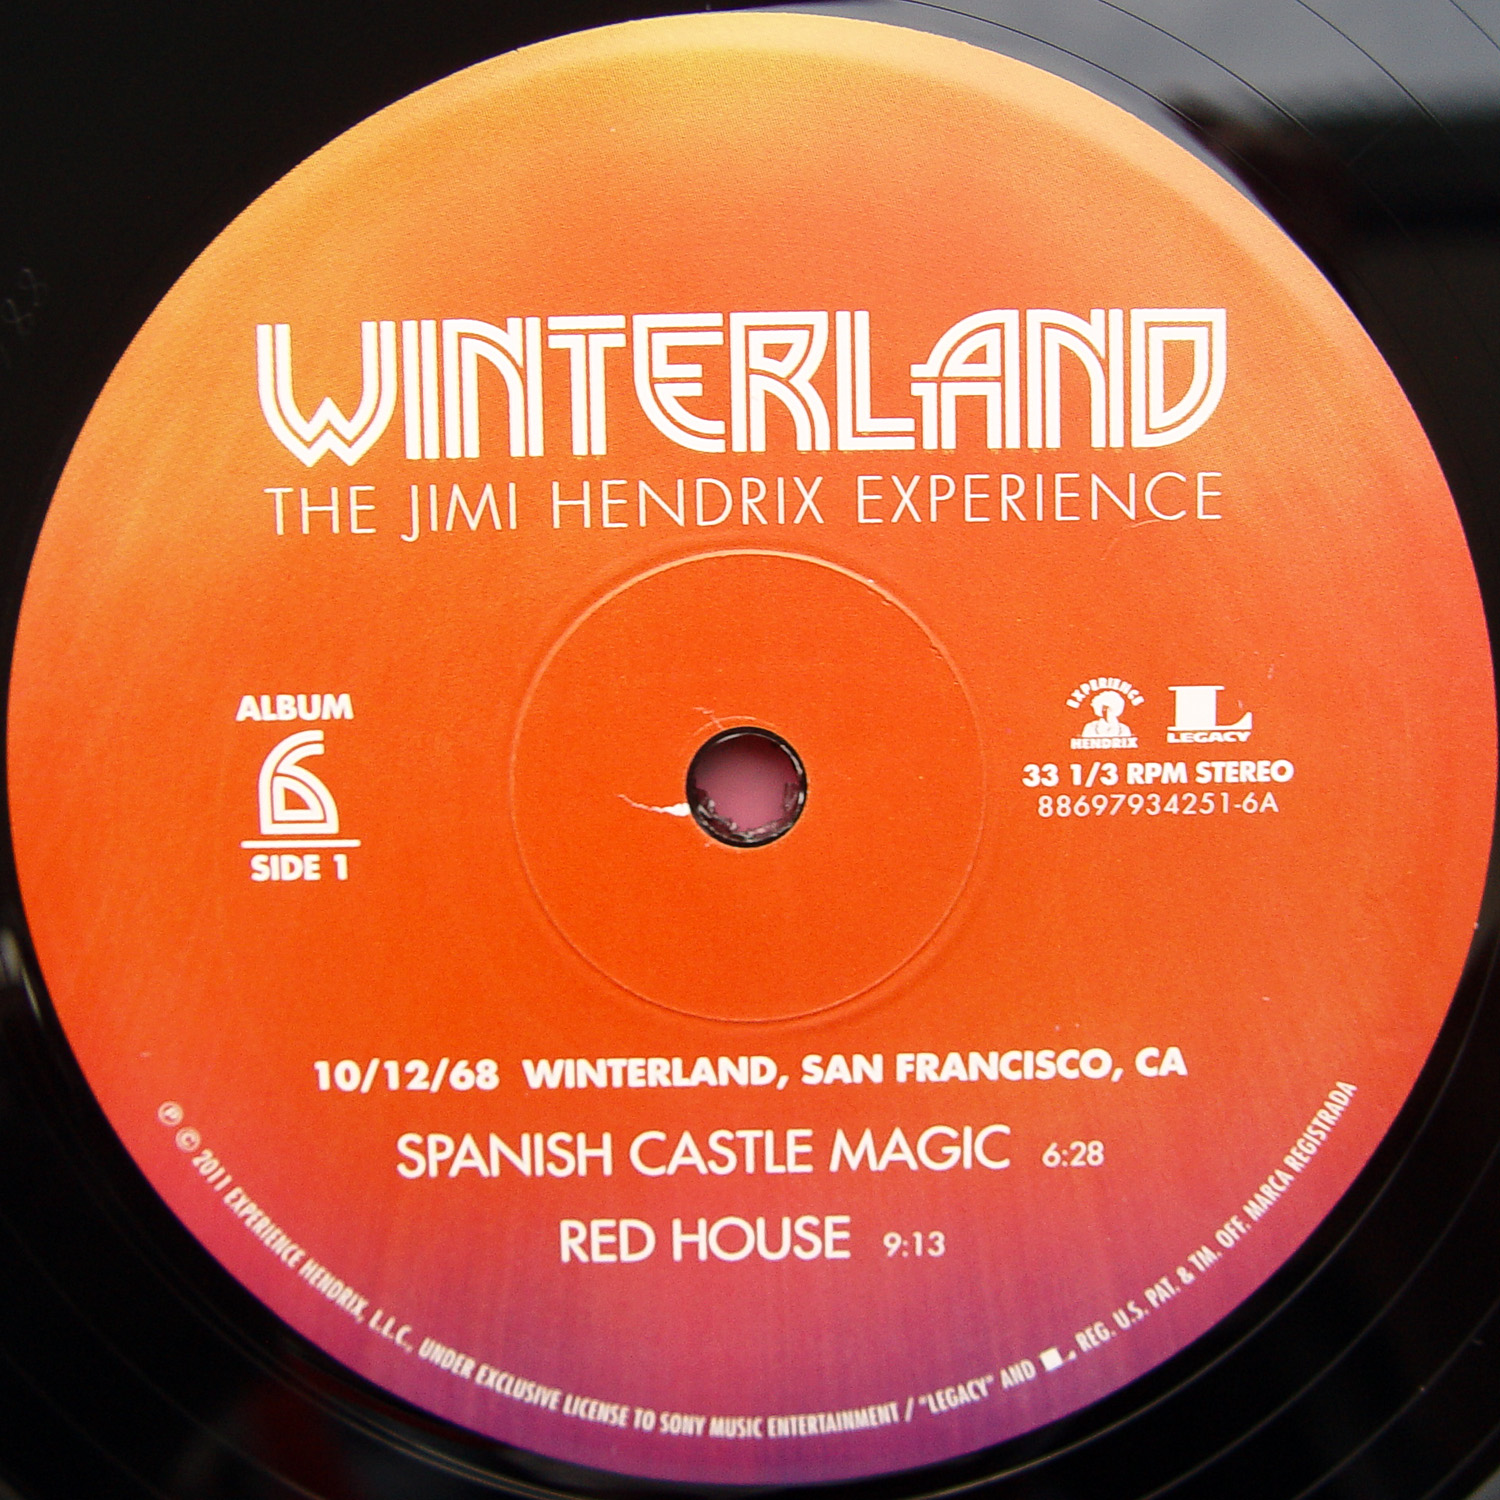 WINTERLAND
THE JIMI HENDRIX EXPERIENCE
ALBUM
6
SIDE 1
EXPERIENCE
HENDRIX
L
LEGACY
33 1/3 RPM STEREO
88697934251-6A
10/12/68 WINTERLAND, SAN FRANCISCO, CA
SPANISH CASTLE MAGIC 6:28
RED HOUSE 9:13
℗ © 2011 EXPERIENCE HENDRIX, L.L.C., UNDER EXCLUSIVE LICENSE TO SONY MUSIC ENTERTAINMENT / "LEGACY" AND L, REG. U.S. PAT. & TM. OFF. MARCA REGISTRADA